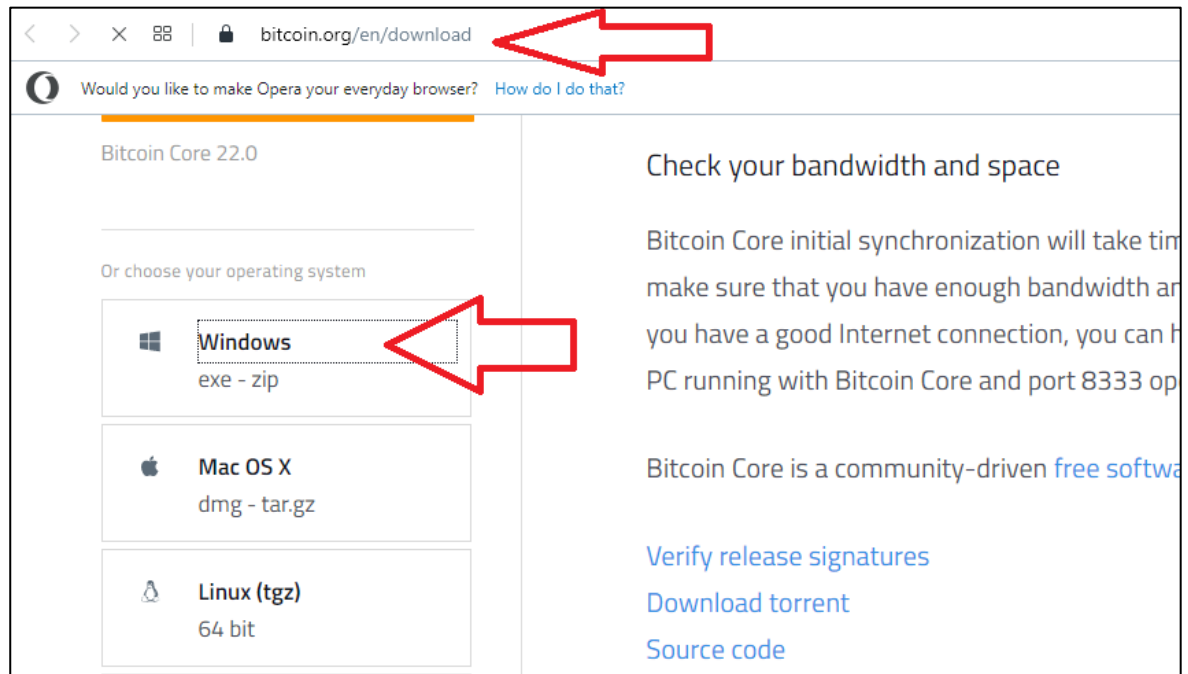 bitcoin.org/en/download
Would you like to make Opera your everyday browser? How do I do that?
Bitcoin Core 22.0
Or choose your operating system
Windows
exe - zip
Mac OS X
dmg - tar.gz
Linux (tgz)
64 bit
Check your bandwidth and space
Bitcoin Core initial synchronization will take
make sure that you have enough bandwidth
you have a good Internet connection, you can
PC running with Bitcoin Core and port 8333
Bitcoin Core is a community-driven free
Verify release signatures
Download torrent
Source code